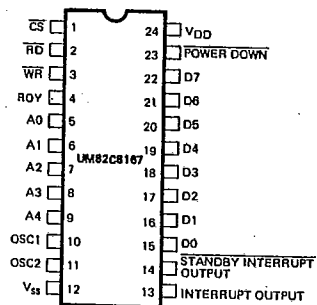 CS 1 24 VDD
RD 2 23 POWER DOWN
WR 3 22 D7
ROY 4 21 D6
A0 5 20 D5
A1 6 19 D4
UM82C8167
A2 7 18 D3
A3 8 17 D2
A4 9 16 D1
OSC1 10 15 D0
OSC2 11 14 STANDBY INTERRUPT
OUTPUT
Vss 12 13 INTERRUPT OUTPUT